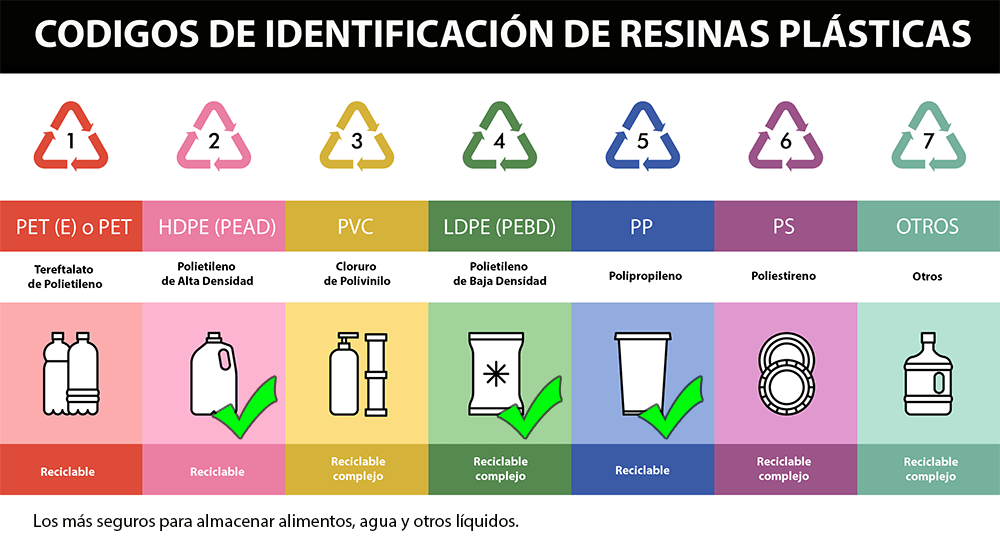 CODIGOS DE IDENTIFICACIÓN DE RESINAS PLÁSTICAS
1
2
3
4
5
6
7
PET (E) o PET
HDPE (PEAD)
PVC
LDPE (PEBD)
PP
PS
OTROS
Tereftalato
de Polietileno
Polietileno
de Alta Densidad
Cloruro
de Polivinilo
Polietileno
de Baja Densidad
Polipropileno
Poliestireno
Otros
Reciclable
Reciclable
Reciclable
complejo
Reciclable
complejo
Reciclable
Reciclable
complejo
Reciclable
complejo
Los más seguros para almacenar alimentos, agua y otros líquidos.